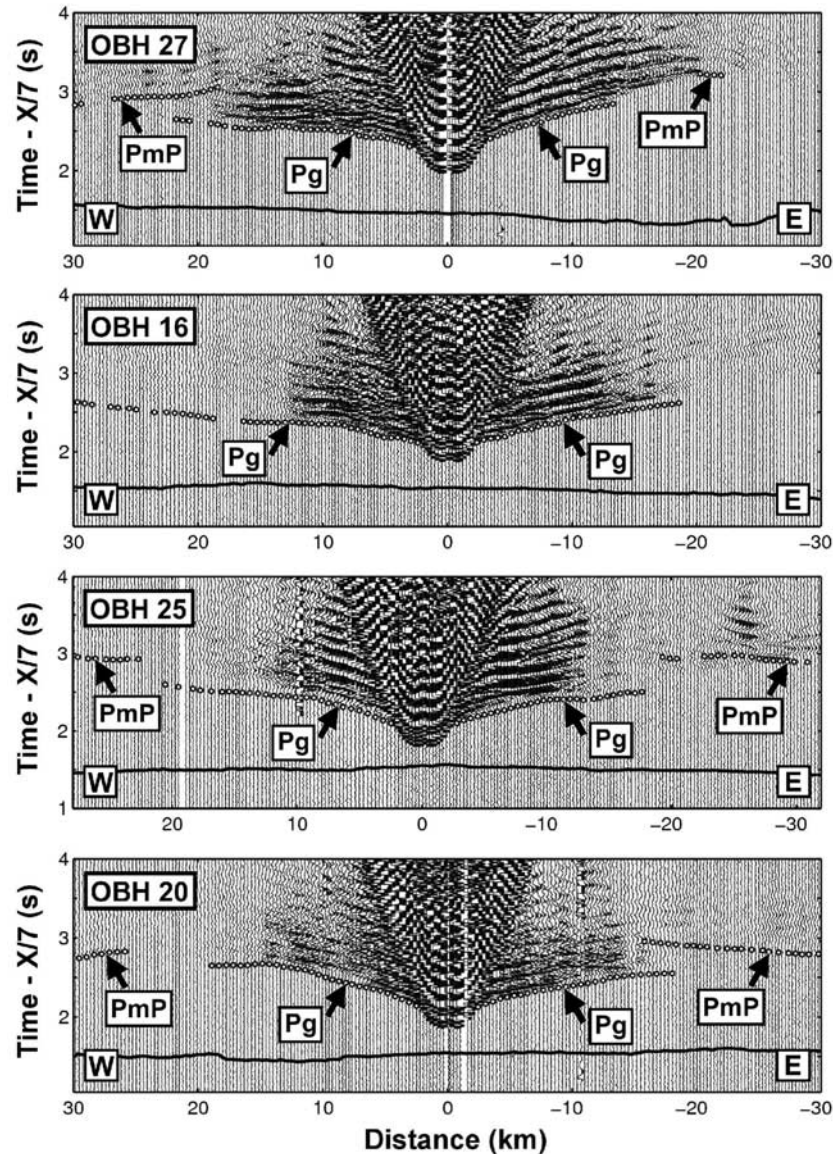 4
OBH 27
3
PmP
PmP
Pg
Pg
2
W
E
Time - X/7 (s)
30 20 10 0 −10 −20 −30
4
OBH 16
3
Pg
Pg
2
W
E
Time - X/7 (s)
30 20 10 0 −10 −20 −30
4
OBH 25
3
PmP
PmP
Pg
Pg
2
W
E
1
Time - X/7 (s)
20 10 0 −10 −20 −30
4
OBH 20
3
PmP
PmP
Pg
Pg
2
W
E
Time - X/7 (s)
30 20 10 0 −10 −20 −30
Distance (km)